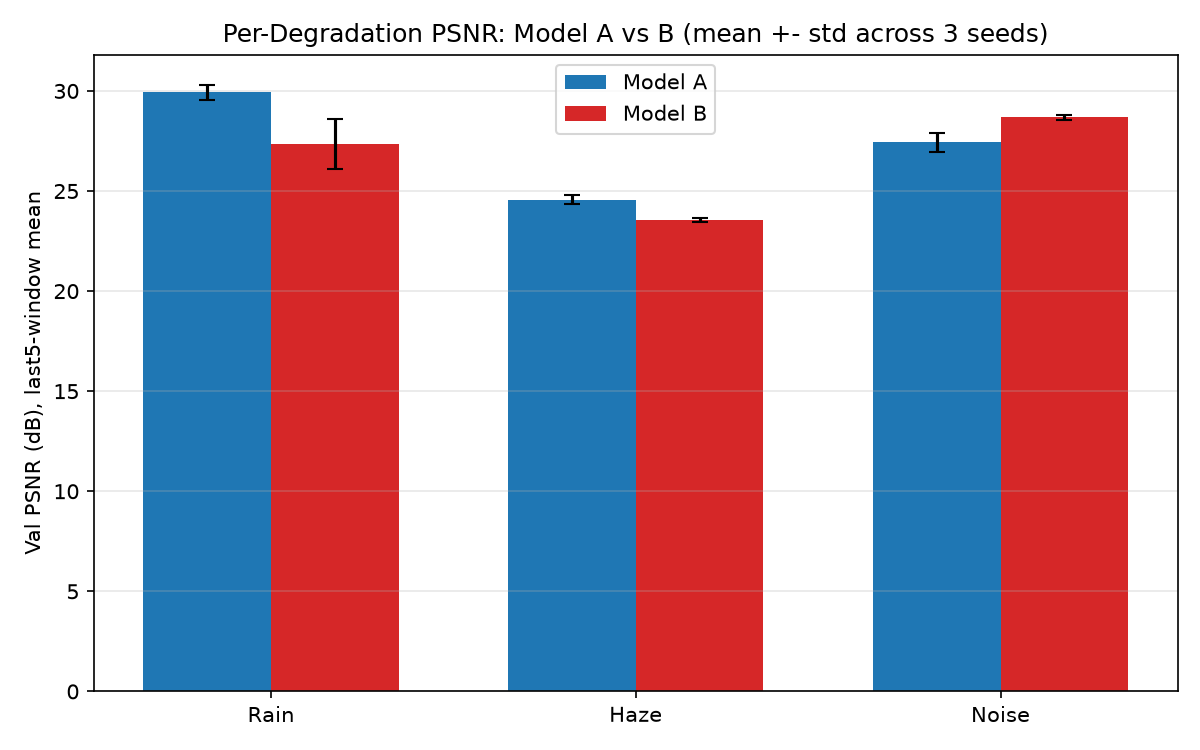 Per-Degradation PSNR: Model A vs B (mean +- std across 3 seeds)
Model A
Model B
Val PSNR (dB), last5-window mean
30
25
20
15
10
5
0
Rain
Haze
Noise